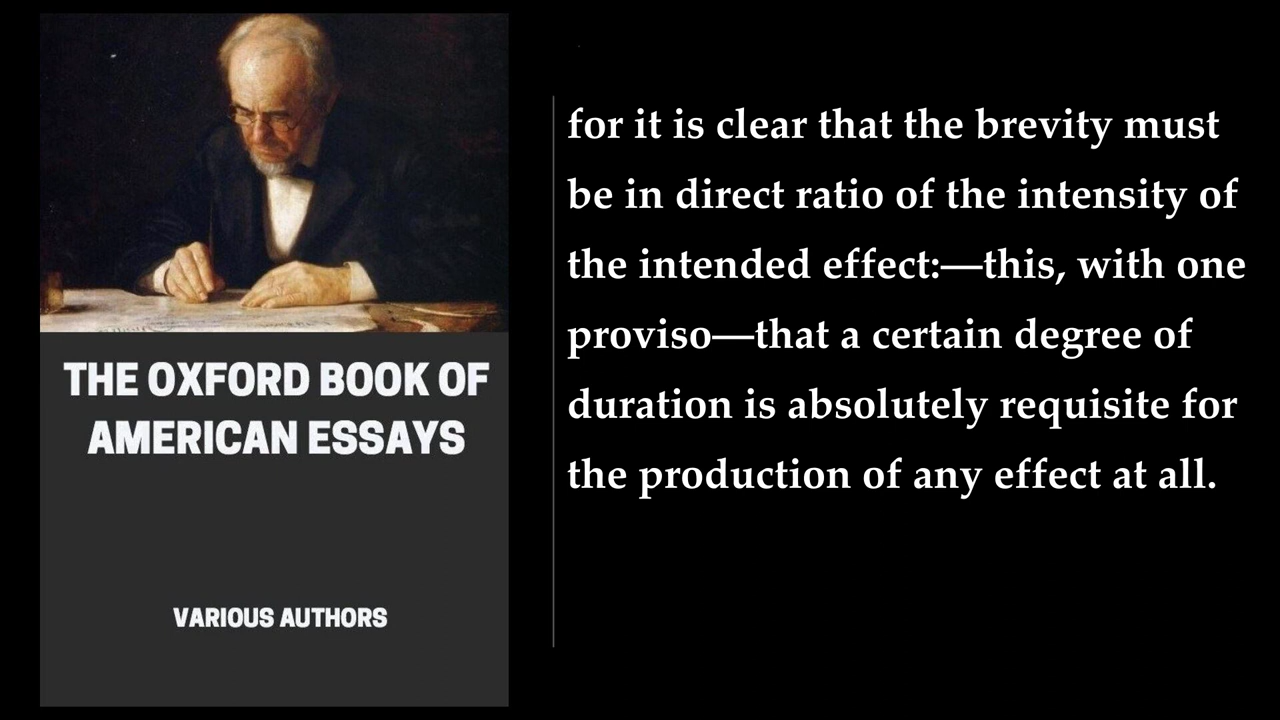 THE OXFORD BOOK OF
AMERICAN ESSAYS
VARIOUS AUTHORS
for it is clear that the brevity must
be in direct ratio of the intensity of
the intended effect:—this, with one
proviso—that a certain degree of
duration is absolutely requisite for
the production of any effect at all.